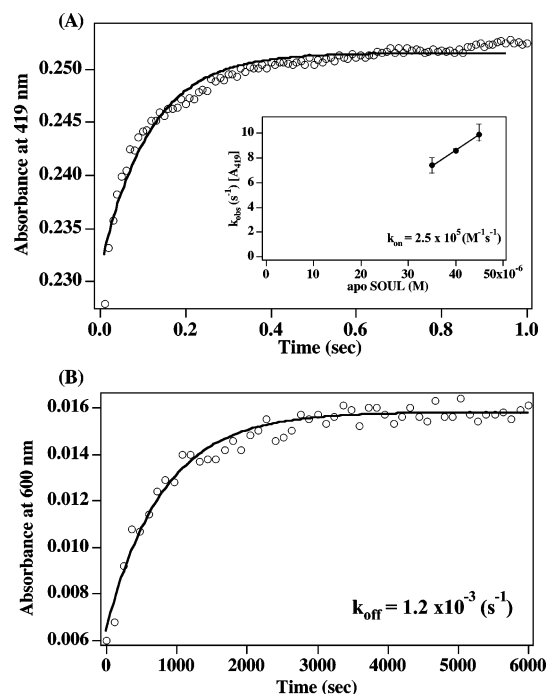 (A)
0.250
0.245
0.240
0.235
0.230
Absorbance at 419 nm
10
8
6
4
2
0
k_obs (s⁻¹) [A₄₁₉]
k_on = 2.5 x 10⁵ (M⁻¹s⁻¹)
0 10 20 30 40 50x10⁻⁶
apo SOUL (M)
0.0 0.2 0.4 0.6 0.8 1.0
Time (sec)
(B)
0.016
0.014
0.012
0.010
0.008
0.006
Absorbance at 600 nm
k_off = 1.2 x10⁻³ (s⁻¹)
0 1000 2000 3000 4000 5000 6000
Time (sec)